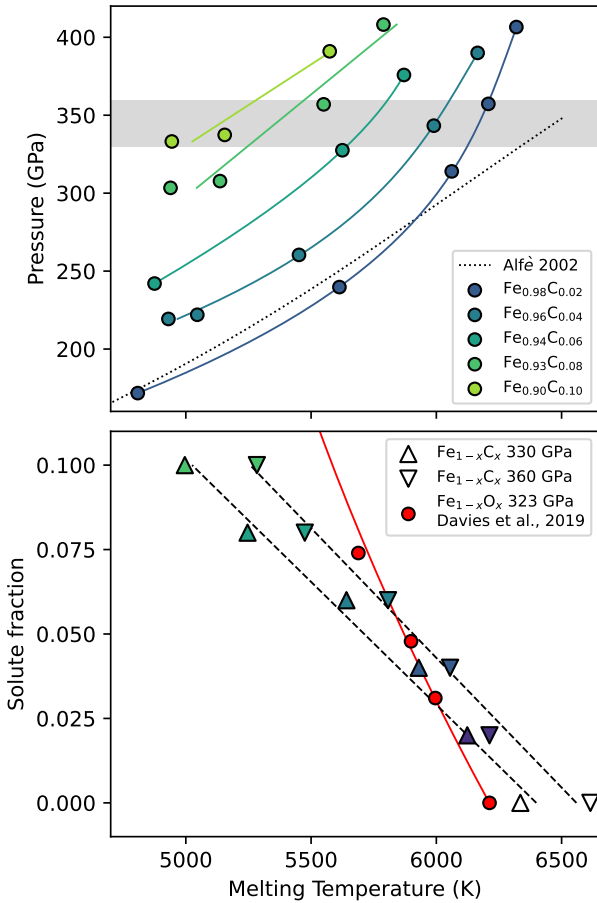 400
350
300
250
200
Pressure (GPa)
Alfè 2002
Fe₀.₉₈C₀.₀₂
Fe₀.₉₆C₀.₀₄
Fe₀.₉₄C₀.₀₆
Fe₀.₉₃C₀.₀₈
Fe₀.₉₀C₀.₁₀
0.100
0.075
0.050
0.025
0.000
Solute fraction
Fe₁₋ₓCₓ 330 GPa
Fe₁₋ₓCₓ 360 GPa
Fe₁₋ₓOₓ 323 GPa
Davies et al., 2019
5000 5500 6000 6500
Melting Temperature (K)